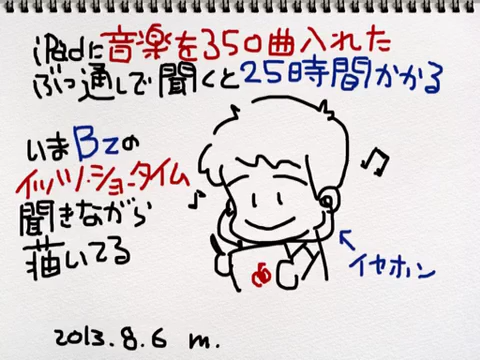 iPadに音楽を350曲入れた
ぶっ通しで聞くと25時間かかる
いまBzの
イッツ・ショータイム
聞きながら
描いてる
イヤホン
2013.8.6 m.